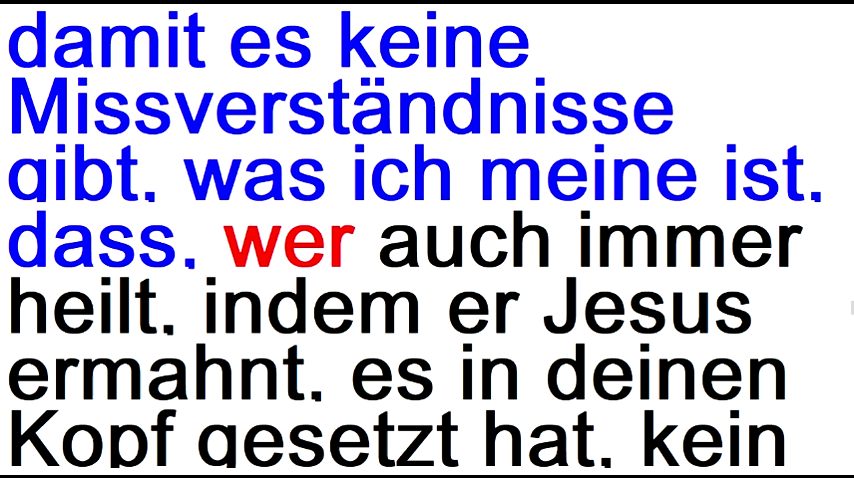 damit es keine
Missverständnisse
gibt, was ich meine ist,
dass, wer auch immer
heilt, indem er Jesus
ermahnt, es in deinen
Kopf gesetzt hat, kein